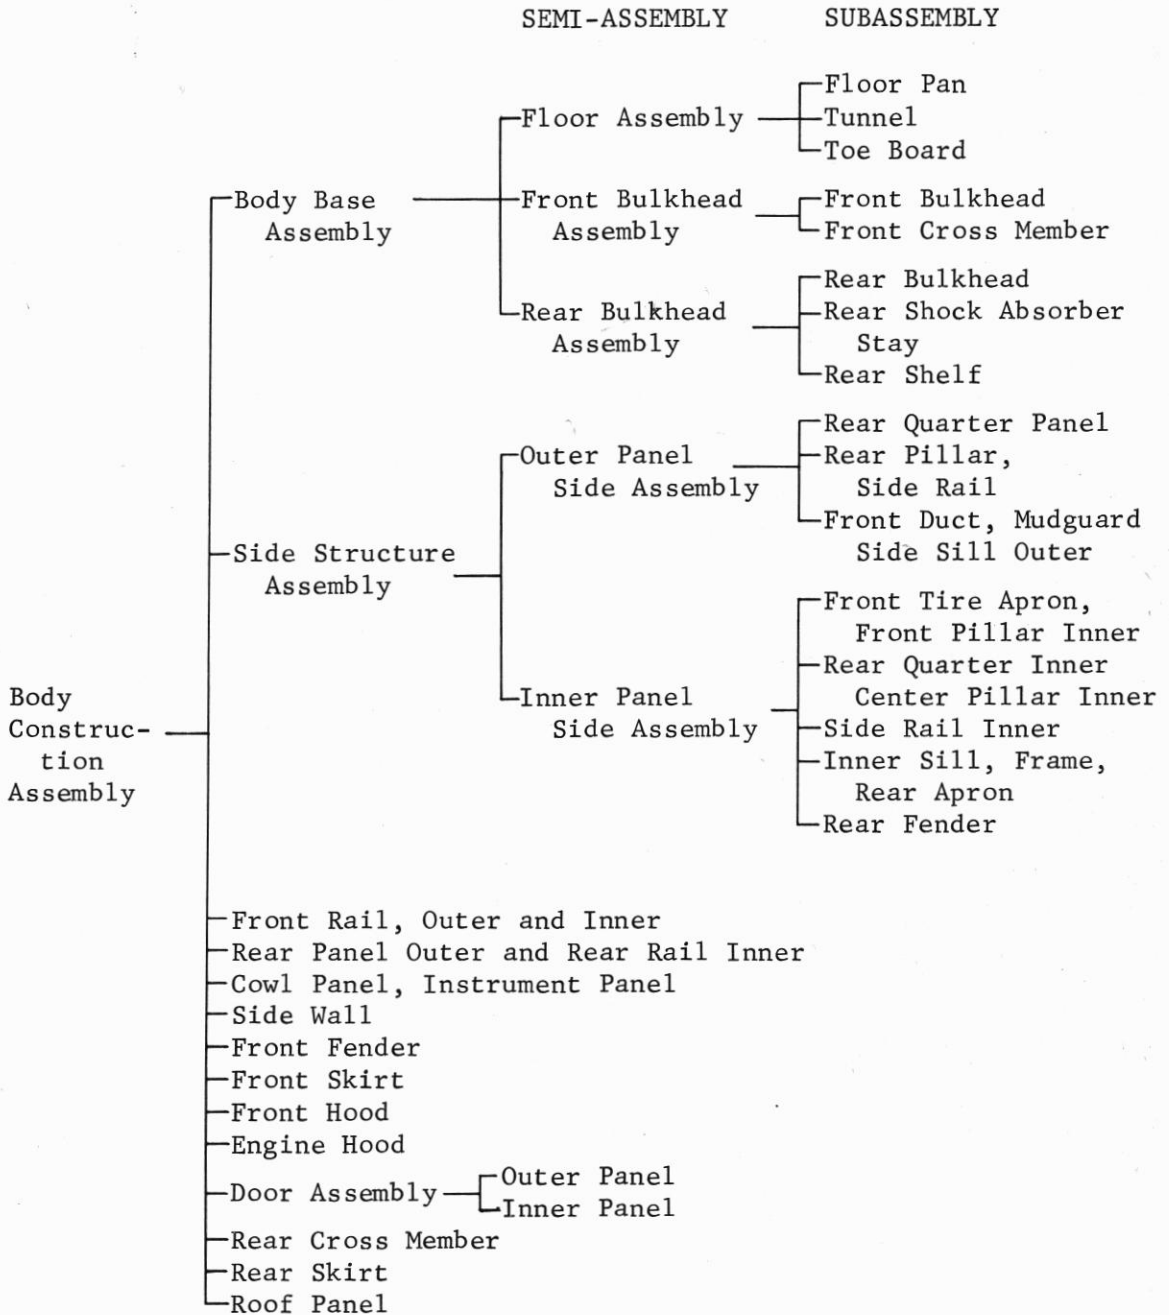 SEMI-ASSEMBLY SUBASSEMBLY
Floor Pan
Floor Assembly Tunnel
Toe Board
Body Base Front Bulkhead Front Bulkhead
Assembly Assembly Front Cross Member
Rear Bulkhead
Rear Bulkhead Rear Shock Absorber
Assembly Stay
Rear Shelf
Rear Quarter Panel
Outer Panel Rear Pillar,
Side Assembly Side Rail
Front Duct, Mudguard
Side Structure Side Sill Outer
Assembly
Front Tire Apron,
Front Pillar Inner
Rear Quarter Inner
Body Inner Panel Center Pillar Inner
Construc- Side Assembly Side Rail Inner
tion Inner Sill, Frame,
Assembly Rear Apron
Rear Fender
Front Rail, Outer and Inner
Rear Panel Outer and Rear Rail Inner
Cowl Panel, Instrument Panel
Side Wall
Front Fender
Front Skirt
Front Hood
Engine Hood
Outer Panel
Door Assembly
Inner Panel
Rear Cross Member
Rear Skirt
Roof Panel